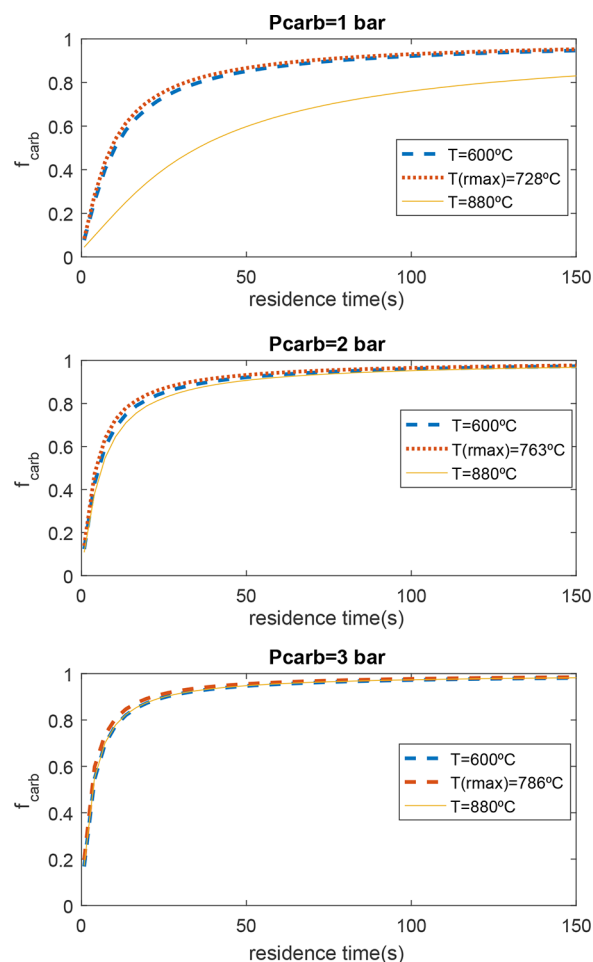 Pcarb=1 bar
1
0.8
0.6
0.4
0.2
0
f_carb
T=600ºC
T(rmax)=728ºC
T=880ºC
0 50 100 150
residence time(s)
Pcarb=2 bar
1
0.8
0.6
0.4
0.2
0
f_carb
T=600ºC
T(rmax)=763ºC
T=880ºC
0 50 100 150
residence time(s)
Pcarb=3 bar
1
0.8
0.6
0.4
0.2
0
f_carb
T=600ºC
T(rmax)=786ºC
T=880ºC
0 50 100 150
residence time(s)